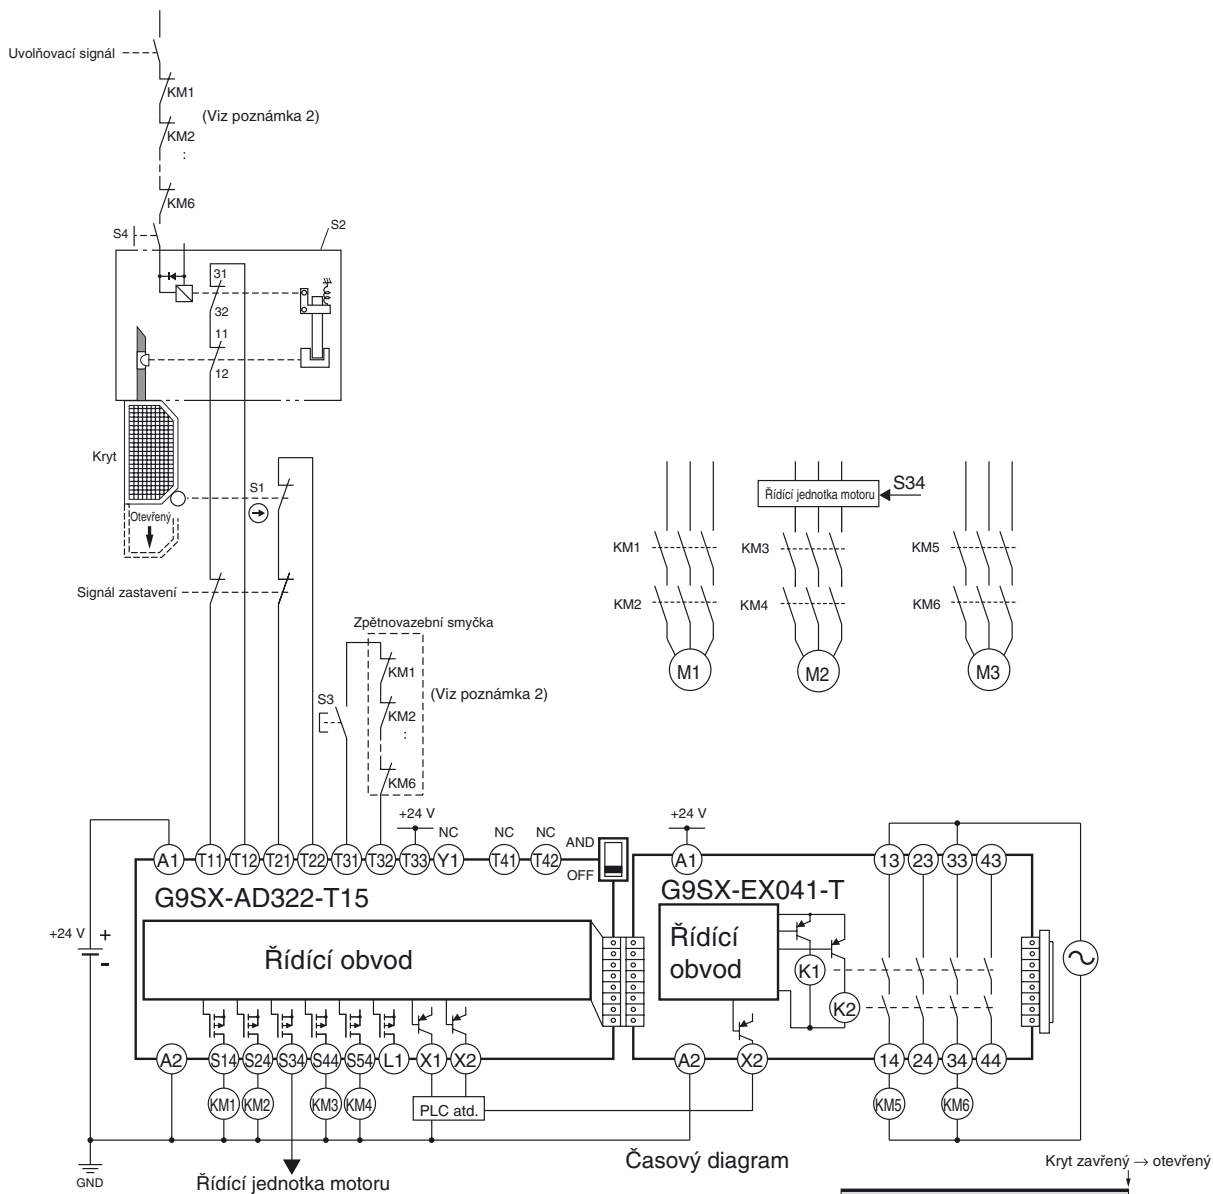 Uvolňovací signál
KM1
(Viz poznámka 2)
KM2
:
KM6
S4
S2
31
32
11
12
Kryt
Otevřený
S1
Signál zastavení
Zpětnovazební smyčka
KM1
(Viz poznámka 2)
S3
KM2
:
KM6
Řídící jednotka motoru
S34
KM1
KM3
KM5
KM2
KM4
KM6
M1
M2
M3
+24 V
NC
NC
NC
AND
OFF
A1
T11
T12
T21
T22
T31
T32
T33
Y1
T41
T42
+24 V
A1
13
23
33
43
G9SX-AD322-T15
G9SX-EX041-T
Řídící obvod
Řídící
obvod
K1
K2
+24 V
+
-
A2
S14
S24
S34
S44
S54
L1
X1
X2
A2
X2
14
24
34
44
KM1
KM2
KM3
KM4
PLC atd.
KM5
KM6
GND
Řídící jednotka motoru
Časový diagram
Kryt zavřený → otevřený